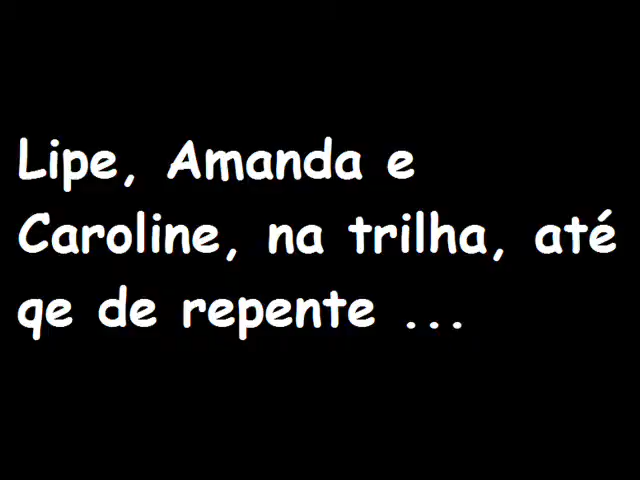 Lipe, Amanda e
Caroline, na trilha, até
qe de repente ...